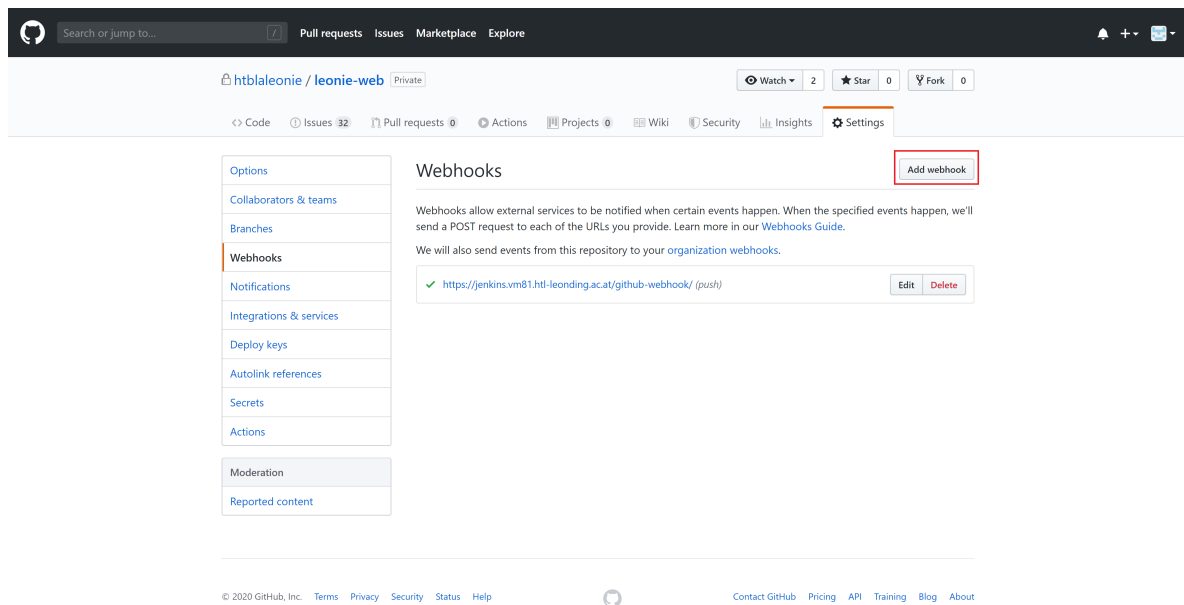 Search or jump to... / Pull requests Issues Marketplace Explore
htblaleonie / leonie-web Private Watch 2 Star 0 Fork 0
Code Issues 32 Pull requests 0 Actions Projects 0 Wiki Security Insights Settings
Options
Collaborators & teams
Branches
Webhooks
Notifications
Integrations & services
Deploy keys
Autolink references
Secrets
Actions
Moderation
Reported content
Webhooks Add webhook
Webhooks allow external services to be notified when certain events happen. When the specified events happen, we'll
send a POST request to each of the URLs you provide. Learn more in our Webhooks Guide.
We will also send events from this repository to your organization webhooks.
https://jenkins.vm81.htl-leonding.ac.at/github-webhook/ (push) Edit Delete
© 2020 GitHub, Inc. Terms Privacy Security Status Help Contact GitHub Pricing API Training Blog About